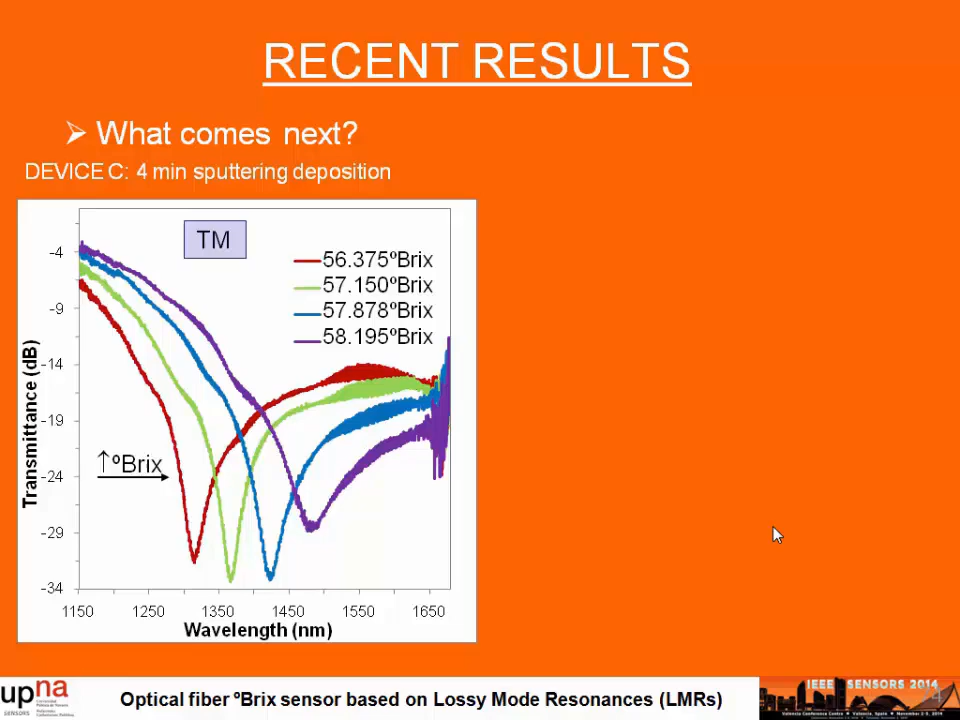 RECENT RESULTS
➢ What comes next?
DEVICE C: 4 min sputtering deposition
TM
56.375ºBrix
57.150ºBrix
57.878ºBrix
58.195ºBrix
Transmittance (dB)
-4
-9
-14
-19
-24
-29
-34
↑ºBrix
1150 1250 1350 1450 1550 1650
Wavelength (nm)
upna
SENSORS
Optical fiber ºBrix sensor based on Lossy Mode Resonances (LMRs)
IEEE SENSORS 2014